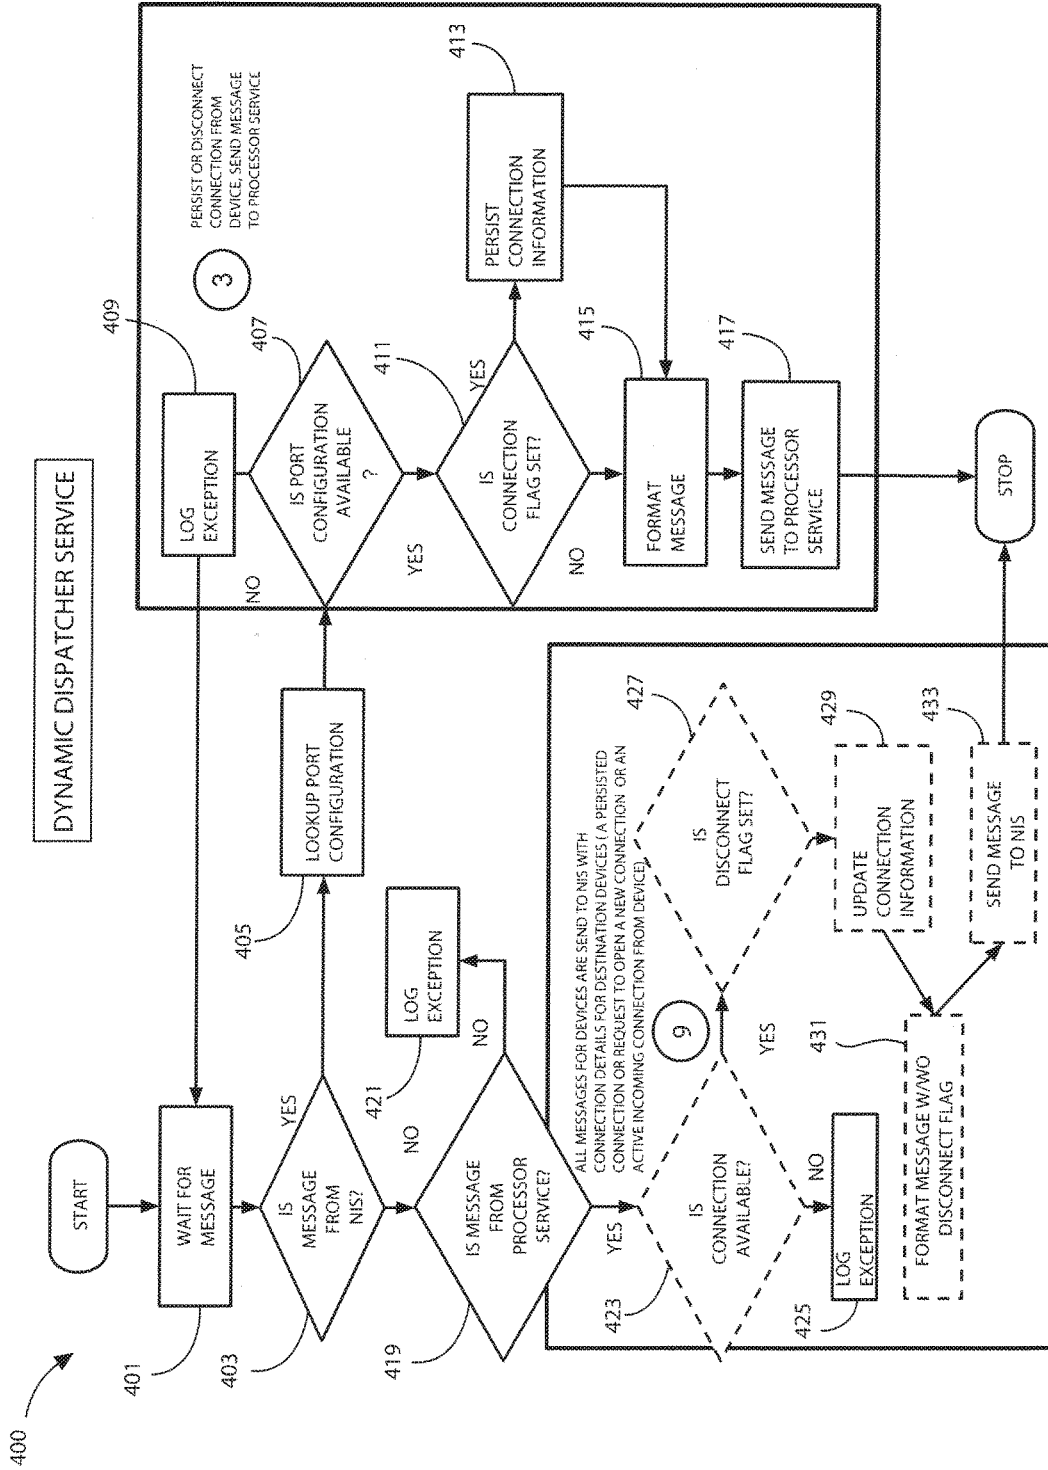 DYNAMIC DISPATCHER SERVICE
400
START
401
WAIT FOR
MESSAGE
403
IS
MESSAGE
FROM
NIS?
YES
NO
405
LOOKUP PORT
CONFIGURATION
407
IS PORT
CONFIGURATION
AVAILABLE
?
NO
YES
409
LOG
EXCEPTION
3
PERSIST OR DISCONNECT
CONNECTION FROM
DEVICE, SEND MESSAGE
TO PROCESSOR SERVICE
411
IS
CONNECTION
FLAG SET?
YES
NO
413
PERSIST
CONNECTION
INFORMATION
415
FORMAT
MESSAGE
417
SEND MESSAGE
TO PROCESSOR
SERVICE
STOP
419
IS MESSAGE
FROM
PROCESSOR
SERVICE?
NO
YES
421
LOG
EXCEPTION
ALL MESSAGES FOR DEVICES ARE SEND TO NIS WITH
CONNECTION DETAILS FOR DESTINATION DEVICES ( A PERSISTED
CONNECTION OR REQUEST TO OPEN A NEW CONNECTION OR AN
ACTIVE INCOMING CONNECTION FROM DEVICE)
9
423
IS
CONNECTION
AVAILABLE?
YES
NO
425
LOG
EXCEPTION
427
IS
DISCONNECT
FLAG SET?
429
UPDATE
CONNECTION
INFORMATION
431
FORMAT MESSAGE W/WO
DISCONNECT FLAG
433
SEND MESSAGE
TO NIS